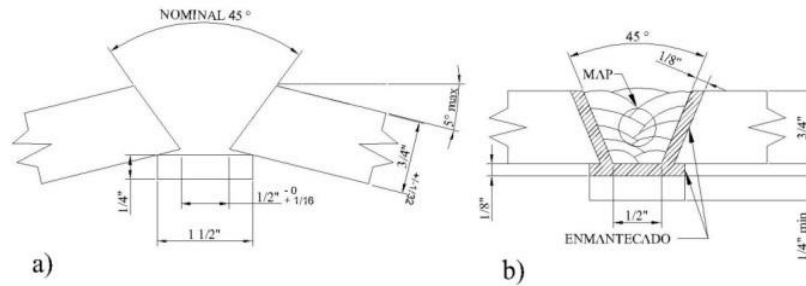 NOMINAL 45 °
5° max
3/4"
+/-1/32
1/4"
1/2" -0
+ 1/16
1 1/2"
a)
45 °
1/8"
MAP
3/4"
1/8"
1/2"
ENMANTECADO
1/4" min
b)